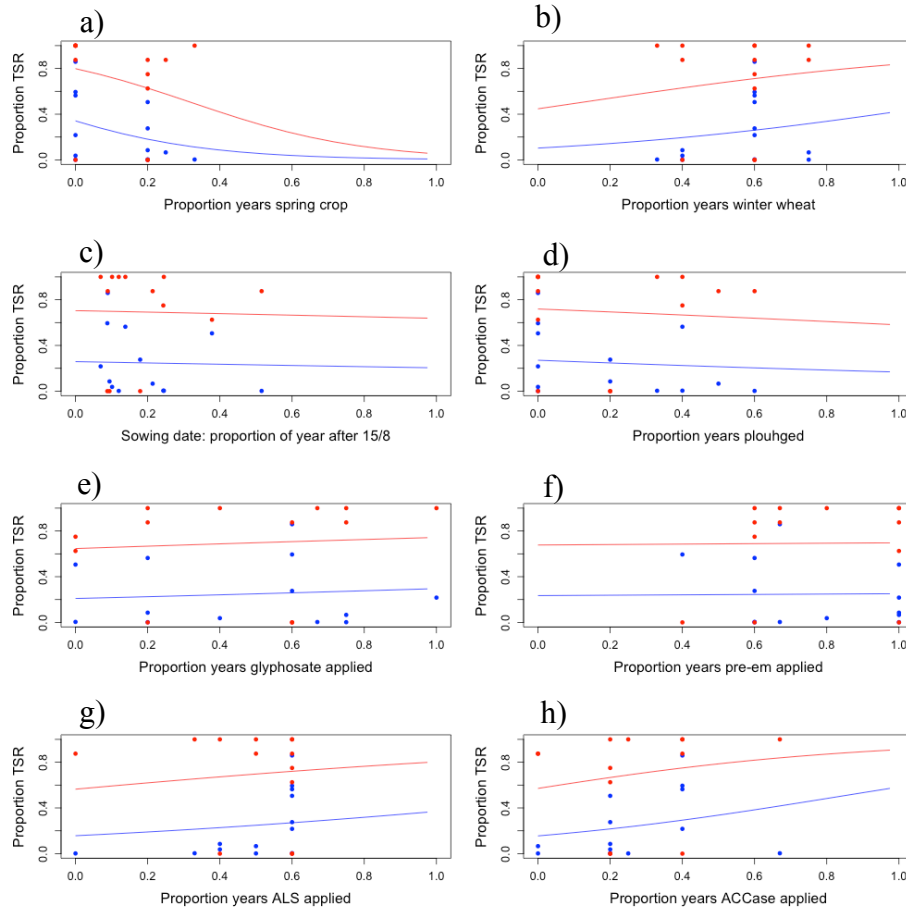 a)
Proportion TSR
0.0 0.4 0.8
0.0 0.2 0.4 0.6 0.8 1.0
Proportion years spring crop
b)
Proportion TSR
0.0 0.4 0.8
0.0 0.2 0.4 0.6 0.8 1.0
Proportion years winter wheat
c)
Proportion TSR
0.0 0.4 0.8
0.0 0.2 0.4 0.6 0.8 1.0
Sowing date: proportion of year after 15/8
d)
Proportion TSR
0.0 0.4 0.8
0.0 0.2 0.4 0.6 0.8 1.0
Proportion years plouhged
e)
Proportion TSR
0.0 0.4 0.8
0.0 0.2 0.4 0.6 0.8 1.0
Proportion years glyphosate applied
f)
Proportion TSR
0.0 0.4 0.8
0.0 0.2 0.4 0.6 0.8 1.0
Proportion years pre-em applied
g)
Proportion TSR
0.0 0.4 0.8
0.0 0.2 0.4 0.6 0.8 1.0
Proportion years ALS applied
h)
Proportion TSR
0.0 0.4 0.8
0.0 0.2 0.4 0.6 0.8 1.0
Proportion years ACCase applied